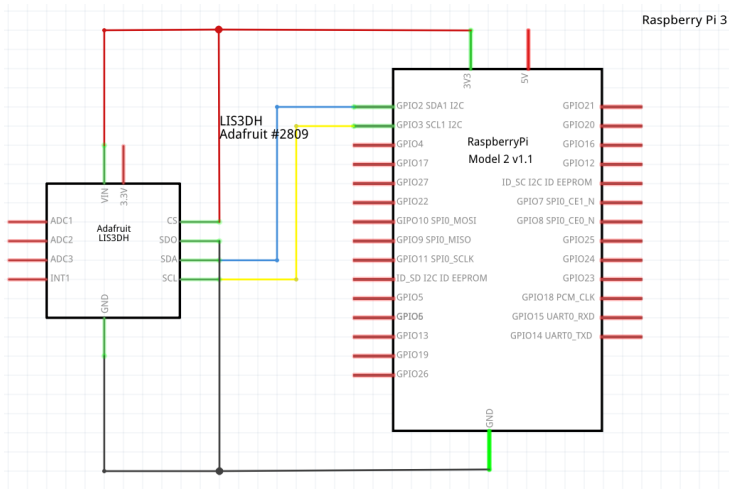 Raspberry Pi 3
3V3
5V
LIS3DH
Adafruit #2809
GPIO2 SDA1 I2C
GPIO3 SCL1 I2C
GPIO4
GPIO17
GPIO27
GPIO22
GIPO10 SPI0_MOSI
GPIO9 SPI0_MISO
GPIO11 SPI0_SCLK
ID_SD I2C ID EEPROM
GPIO5
GPIO6
GPIO13
GPIO19
GPIO26
RaspberryPi
Model 2 v1.1
GPIO21
GPIO20
GPIO16
GPIO12
ID_SC I2C ID EEPROM
GPIO7 SPI0_CE1_N
GPIO8 SPI0_CE0_N
GPIO25
GPIO24
GPIO23
GPIO18 PCM_CLK
GPIO15 UART0_RXD
GPIO14 UART0_TXD
GND
VIN
3.3V
ADC1
ADC2
ADC3
INT1
Adafruit
LIS3DH
CS
SDO
SDA
SCL
GND